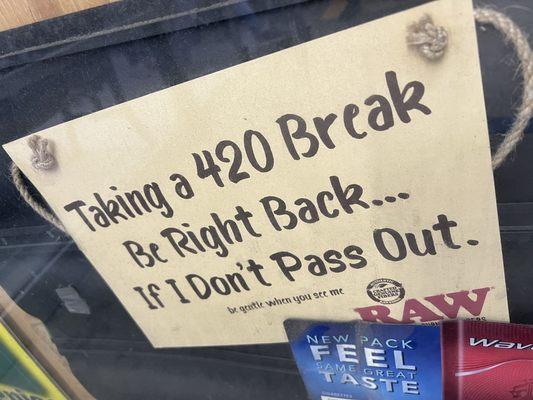 Taking a 420 Break
Be Right Back...
If I Don't Pass Out.
be gentle when you see me
RAW
NEW PACK
FEEL
SAME GREAT
TASTE
wave